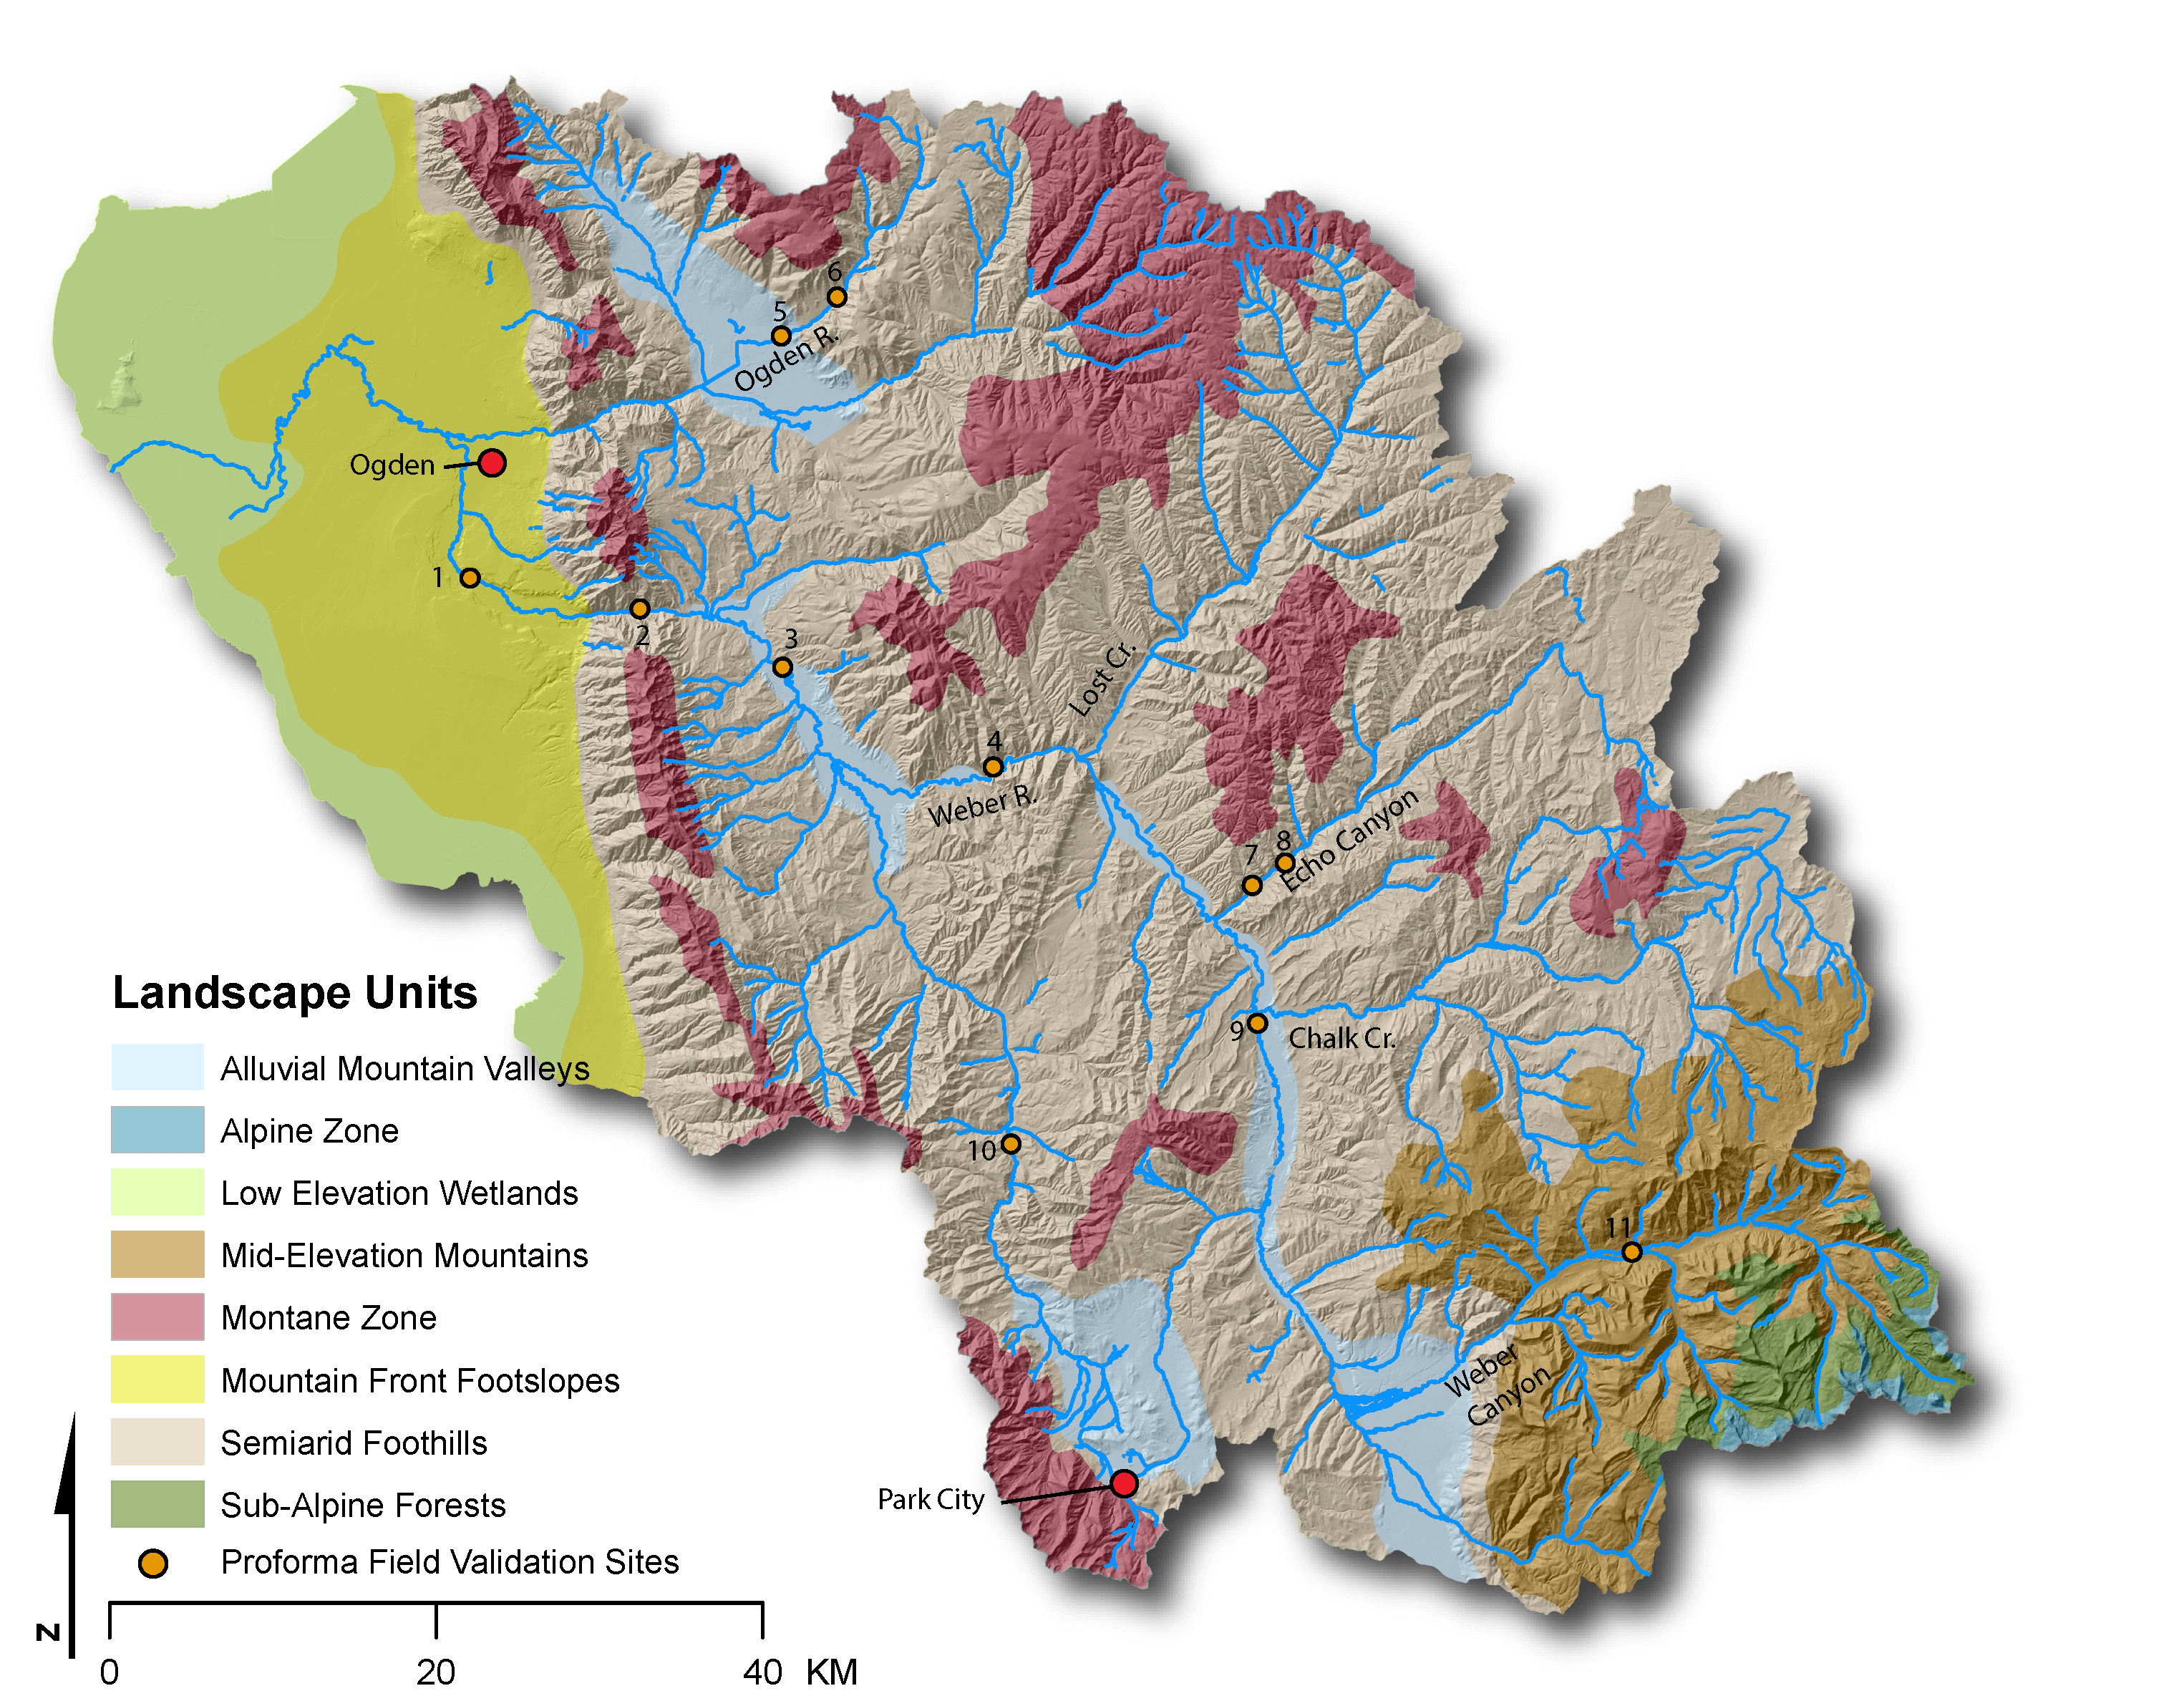 6
5
Ogden R.
Ogden
1
2
3
Lost Cr.
4
Weber R.
7
8
Echo Canyon
9
Chalk Cr.
10
11
Weber
Canyon
Park City
Landscape Units
Alluvial Mountain Valleys
Alpine Zone
Low Elevation Wetlands
Mid-Elevation Mountains
Montane Zone
Mountain Front Footslopes
Semiarid Foothills
Sub-Alpine Forests
Proforma Field Validation Sites
N
0
20
40
KM